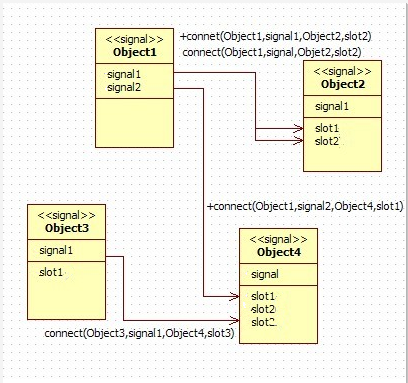 <<signal>>
Object1
signal1
signal2
+connet(Object1,signal1,Object2,slot2)
connect(Object1,signal,Objet2,slot2)
<<signal>>
Object2
signal1
slot1
slot2
+connect(Object1,signal2,Object4,slot1)
<<signal>>
Object3
signal1
slot1
<<signal>>
Object4
signal
slot1
slot2
slot2
connect(Object3,signal1,Object4,slot3)